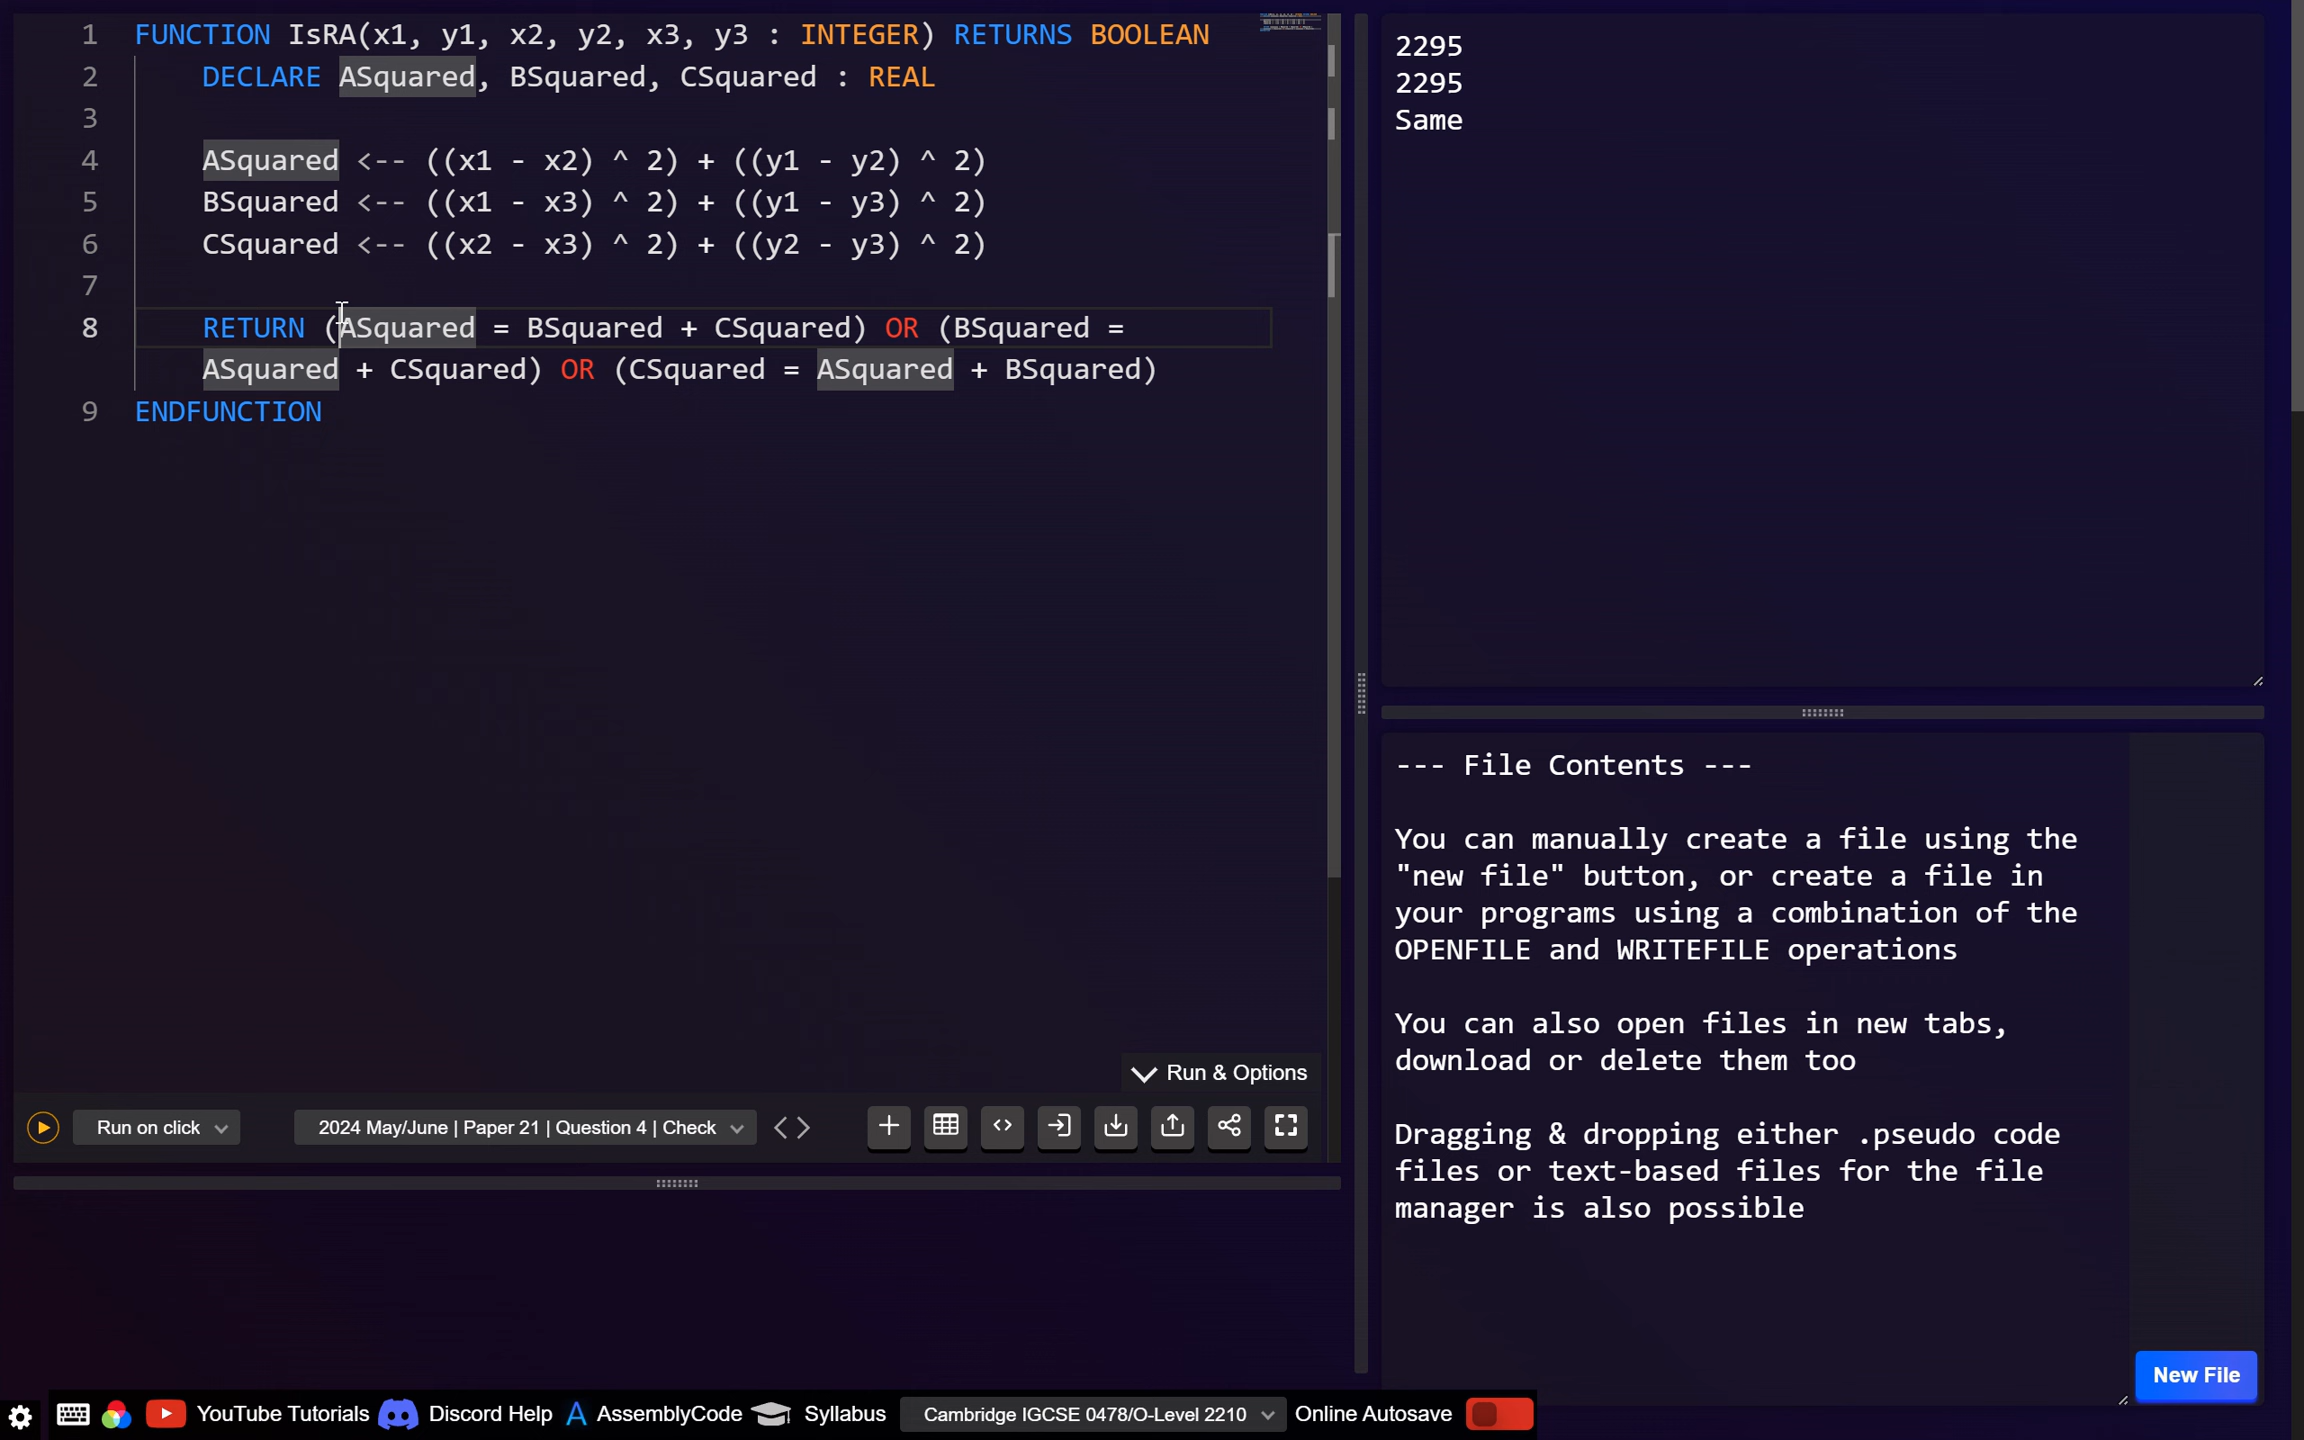 1 FUNCTION IsRA(x1, y1, x2, y2, x3, y3 : INTEGER) RETURNS BOOLEAN
2 DECLARE ASquared, BSquared, CSquared : REAL
3
4 ASquared <-- ((x1 - x2) ^ 2) + ((y1 - y2) ^ 2)
5 BSquared <-- ((x1 - x3) ^ 2) + ((y1 - y3) ^ 2)
6 CSquared <-- ((x2 - x3) ^ 2) + ((y2 - y3) ^ 2)
7
8 RETURN (ASquared = BSquared + CSquared) OR (BSquared =
ASquared + CSquared) OR (CSquared = ASquared + BSquared)
9 ENDFUNCTION
Run & Options
Run on click
2024 May/June | Paper 21 | Question 4 | Check
2295
2295
Same
--- File Contents ---
You can manually create a file using the
"new file" button, or create a file in
your programs using a combination of the
OPENFILE and WRITEFILE operations
You can also open files in new tabs,
download or delete them too
Dragging & dropping either .pseudo code
files or text-based files for the file
manager is also possible
New File
YouTube Tutorials Discord Help AssemblyCode Syllabus Cambridge IGCSE 0478/O-Level 2210 Online Autosave